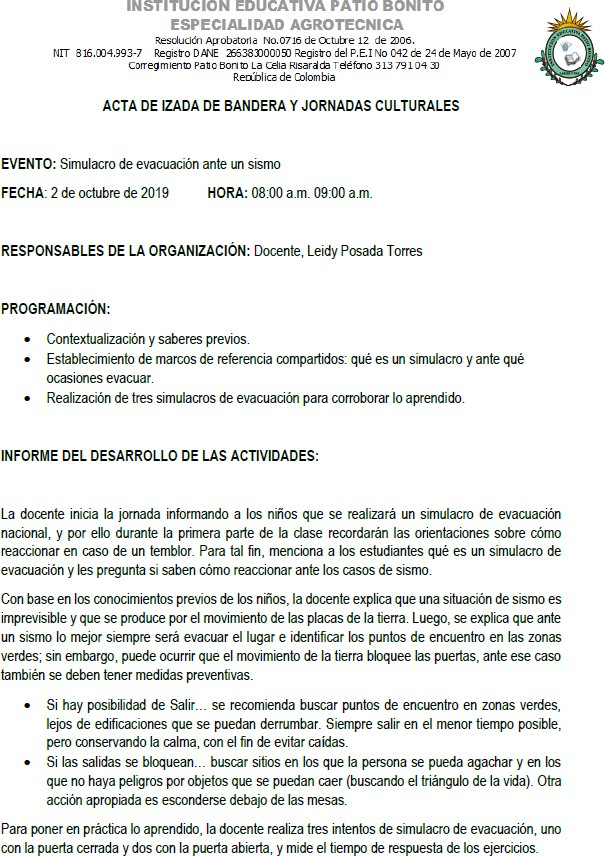 INSTITUCIÓN EDUCATIVA PATIO BONITO
ESPECIALIDAD AGROTECNICA
Resolución Aprobatoria No.0716 de Octubre 12 de 2006.
NIT 816.004.993-7 Registro DANE 266383000050 Registro del P.E.I No 042 de 24 de Mayo de 2007
Corregimiento Patio Bonito La Celia Risaralda Teléfono 313 791 04 30
República de Colombia
ACTA DE IZADA DE BANDERA Y JORNADAS CULTURALES
EVENTO: Simulacro de evacuación ante un sismo
FECHA: 2 de octubre de 2019 HORA: 08:00 a.m. 09:00 a.m.
RESPONSABLES DE LA ORGANIZACIÓN: Docente, Leidy Posada Torres
PROGRAMACIÓN:
• Contextualización y saberes previos.
• Establecimiento de marcos de referencia compartidos: qué es un simulacro y ante qué
ocasiones evacuar.
• Realización de tres simulacros de evacuación para corroborar lo aprendido.
INFORME DEL DESARROLLO DE LAS ACTIVIDADES:
La docente inicia la jornada informando a los niños que se realizará un simulacro de evacuación
nacional, y por ello durante la primera parte de la clase recordarán las orientaciones sobre cómo
reaccionar en caso de un temblor. Para tal fin, menciona a los estudiantes qué es un simulacro de
evacuación y les pregunta si saben cómo reaccionar ante los casos de sismo.
Con base en los conocimientos previos de los niños, la docente explica que una situación de sismo es
imprevisible y que se produce por el movimiento de las placas de la tierra. Luego, se explica que ante
un sismo lo mejor siempre será evacuar el lugar e identificar los puntos de encuentro en las zonas
verdes; sin embargo, puede ocurrir que el movimiento de la tierra bloquee las puertas, ante ese caso
también se deben tener medidas preventivas.
• Si hay posibilidad de Salir… se recomienda buscar puntos de encuentro en zonas verdes,
lejos de edificaciones que se puedan derrumbar. Siempre salir en el menor tiempo posible,
pero conservando la calma, con el fin de evitar caídas.
• Si las salidas se bloquean… buscar sitios en los que la persona se pueda agachar y en los
que no haya peligros por objetos que se puedan caer (buscando el triángulo de la vida). Otra
acción apropiada es esconderse debajo de las mesas.
Para poner en práctica lo aprendido, la docente realiza tres intentos de simulacro de evacuación, uno
con la puerta cerrada y dos con la puerta abierta, y mide el tiempo de respuesta de los ejercicios.